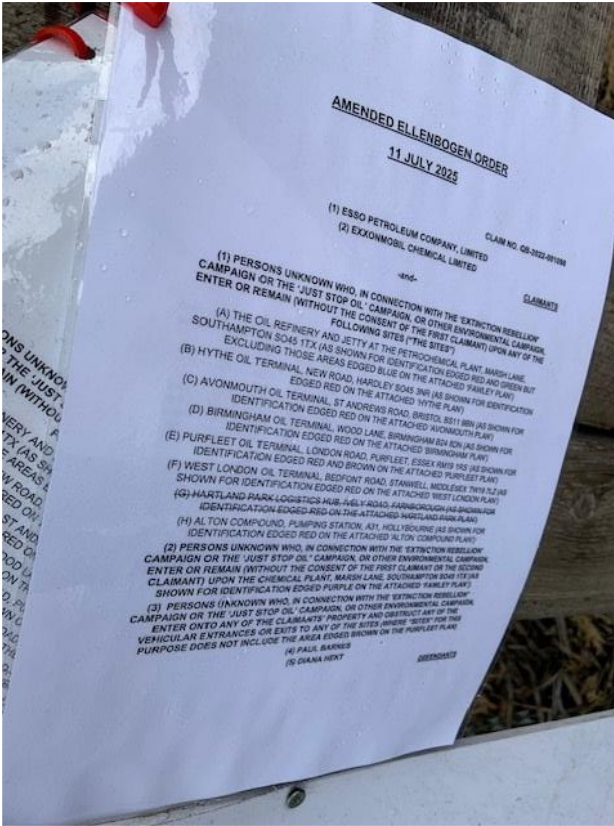 AMENDED ELLENBOGEN ORDER
11 JULY 2025
CLAIM NO. QB-2022-001098
(1) ESSO PETROLEUM COMPANY, LIMITED
(2) EXXONMOBIL CHEMICAL LIMITED
CLAIMANTS
-and-
(1) PERSONS UNKNOWN WHO, IN CONNECTION WITH THE 'EXTINCTION REBELLION'
CAMPAIGN OR THE 'JUST STOP OIL' CAMPAIGN, OR OTHER ENVIRONMENTAL CAMPAIGN,
ENTER OR REMAIN (WITHOUT THE CONSENT OF THE FIRST CLAIMANT) UPON ANY OF THE
FOLLOWING SITES ("THE SITES")
(A) THE OIL REFINERY AND JETTY AT THE PETROCHEMICAL PLANT, MARSH LANE,
SOUTHAMPTON SO45 1TX (AS SHOWN FOR IDENTIFICATION EDGED RED AND GREEN BUT
EXCLUDING THOSE AREAS EDGED BLUE ON THE ATTACHED 'FAWLEY PLAN')
(B) HYTHE OIL TERMINAL, NEW ROAD, HARDLEY SO45 3NR (AS SHOWN FOR IDENTIFICATION
EDGED RED ON THE ATTACHED 'HYTHE PLAN')
(C) AVONMOUTH OIL TERMINAL, ST ANDREWS ROAD, BRISTOL BS11 9BN (AS SHOWN FOR
IDENTIFICATION EDGED RED ON THE ATTACHED 'AVONMOUTH PLAN')
(D) BIRMINGHAM OIL TERMINAL, WOOD LANE, BIRMINGHAM B24 8DN (AS SHOWN FOR
IDENTIFICATION EDGED RED ON THE ATTACHED 'BIRMINGHAM PLAN')
(E) PURFLEET OIL TERMINAL, LONDON ROAD, PURFLEET, ESSEX RM19 1RS (AS SHOWN FOR
IDENTIFICATION EDGED RED AND BROWN ON THE ATTACHED 'PURFLEET PLAN')
(F) WEST LONDON OIL TERMINAL, BEDFONT ROAD, STANWELL, MIDDLESEX TW19 7LZ (AS
SHOWN FOR IDENTIFICATION EDGED RED ON THE ATTACHED 'WEST LONDON PLAN')
(G) HARTLAND PARK LOGISTICS HUB, IVELY ROAD, FARNBOROUGH (AS SHOWN FOR
IDENTIFICATION EDGED RED ON THE ATTACHED 'HARTLAND PARK PLAN')
(H) ALTON COMPOUND, PUMPING STATION, A31, HOLLYBOURNE (AS SHOWN FOR
IDENTIFICATION EDGED RED ON THE ATTACHED 'ALTON COMPOUND PLAN')
(2) PERSONS UNKNOWN WHO, IN CONNECTION WITH THE 'EXTINCTION REBELLION'
CAMPAIGN OR THE 'JUST STOP OIL' CAMPAIGN, OR OTHER ENVIRONMENTAL CAMPAIGN,
ENTER OR REMAIN (WITHOUT THE CONSENT OF THE FIRST CLAIMANT OR THE SECOND
CLAIMANT) UPON THE CHEMICAL PLANT, MARSH LANE, SOUTHAMPTON SO45 1TX (AS
SHOWN FOR IDENTIFICATION EDGED PURPLE ON THE ATTACHED 'FAWLEY PLAN')
(3) PERSONS UNKNOWN WHO, IN CONNECTION WITH THE 'EXTINCTION REBELLION'
CAMPAIGN OR THE 'JUST STOP OIL' CAMPAIGN, OR OTHER ENVIRONMENTAL CAMPAIGN,
ENTER ONTO ANY OF THE CLAIMANTS' PROPERTY AND OBSTRUCT ANY OF THE
VEHICULAR ENTRANCES OR EXITS TO ANY OF THE SITES (WHERE "SITES" FOR THIS
PURPOSE DOES NOT INCLUDE THE AREA EDGED BROWN ON THE PURFLEET PLAN)
(4) PAUL BARNES
(5) DIANA HEKT
DEFENDANTS